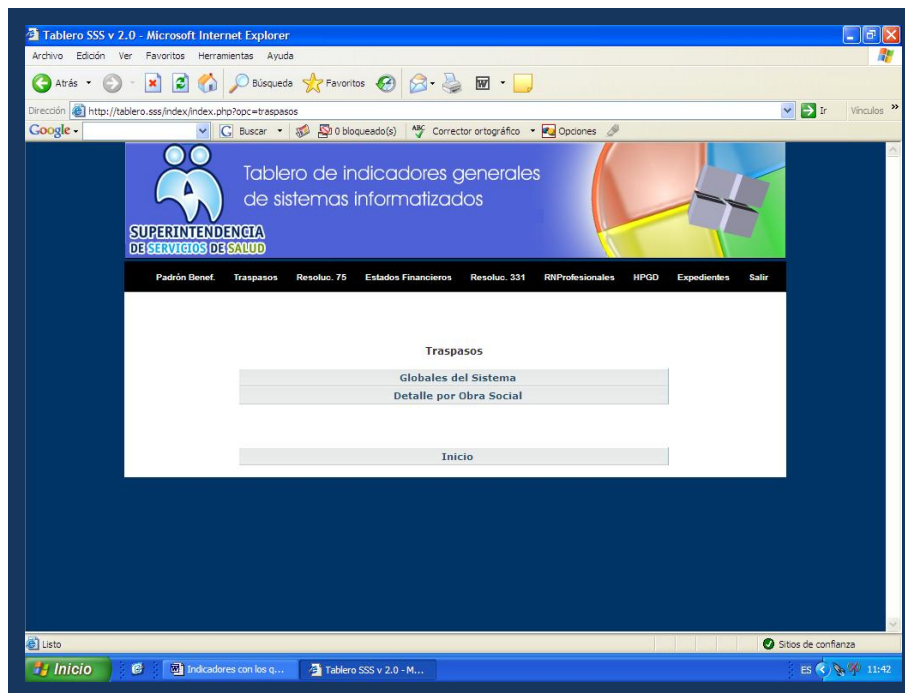 Tablero SSS v 2.0 - Microsoft Internet Explorer
Archivo Edición Ver Favoritos Herramientas Ayuda
Atrás Búsqueda Favoritos
Dirección http://tablero.sss/index/index.php?opc=traspasos Ir Vínculos »
Google Buscar 0 bloqueado(s) ABC Corrector ortográfico Opciones
Tablero de indicadores generales
de sistemas informatizados
SUPERINTENDENCIA
DE SERVICIOS DE SALUD
Padrón Benef. Traspasos Resoluc. 75 Estados Financieros Resoluc. 331 RNProfesionales HPGD Expedientes Salir
Traspasos
Globales del Sistema
Detalle por Obra Social
Inicio
Listo Sitios de confianza
Inicio Indicadores con los q... Tablero SSS v 2.0 - M... ES 11:42